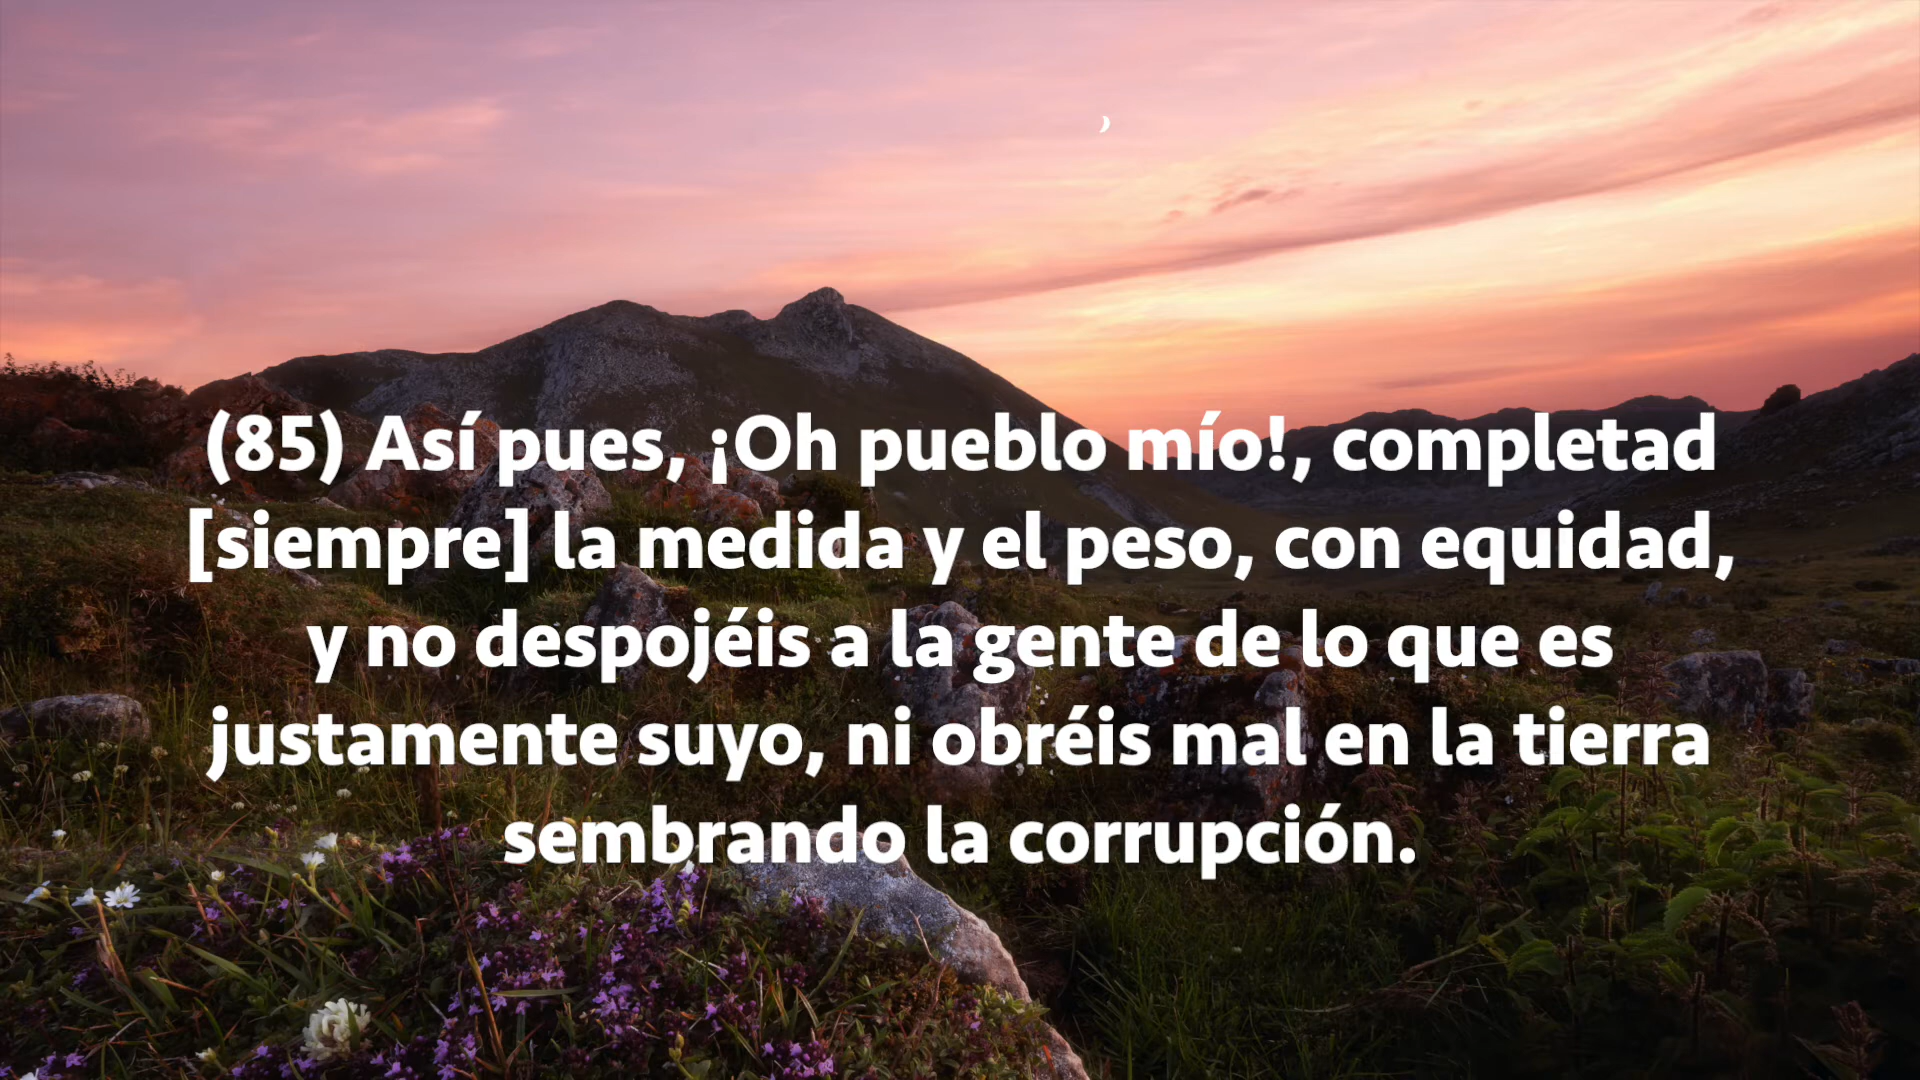 (85) Así pues, ¡Oh pueblo mío!, completad
[siempre] la medida y el peso, con equidad,
y no despojéis a la gente de lo que es
justamente suyo, ni obréis mal en la tierra
sembrando la corrupción.